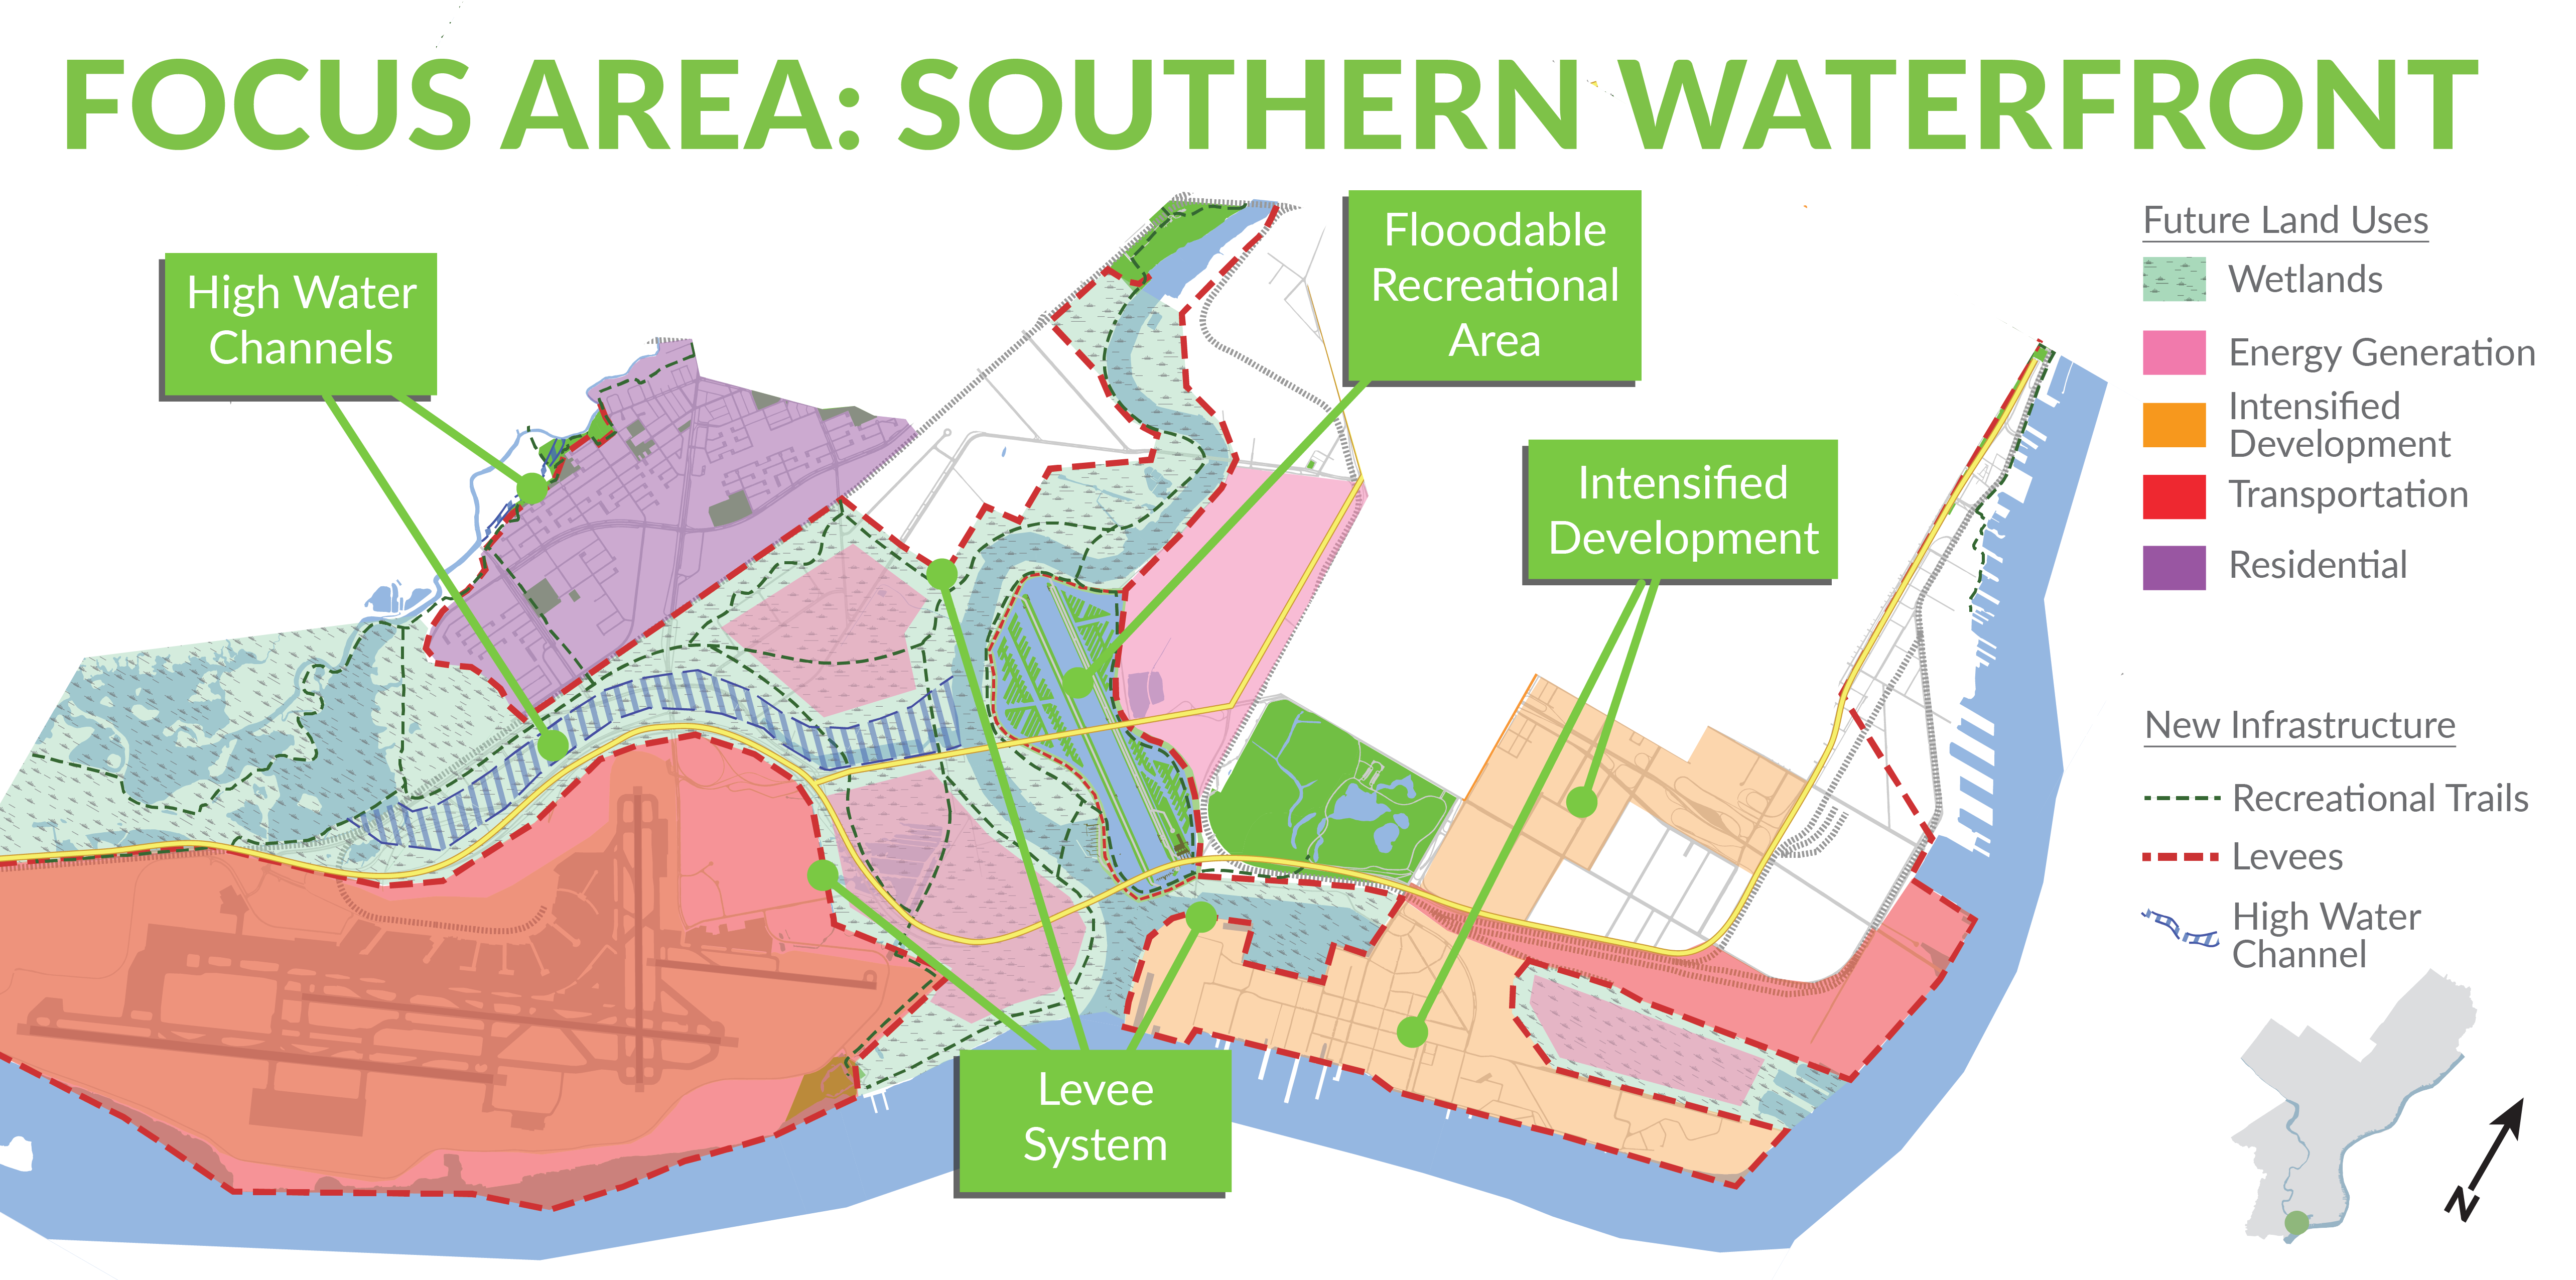 FOCUS AREA: SOUTHERN WATERFRONT
High Water
Channels
Flooodable
Recreational
Area
Intensified
Development
Levee
System
Future Land Uses
Wetlands
Energy Generation
Intensified
Development
Transportation
Residential
New Infrastructure
Recreational Trails
Levees
High Water
Channel
N